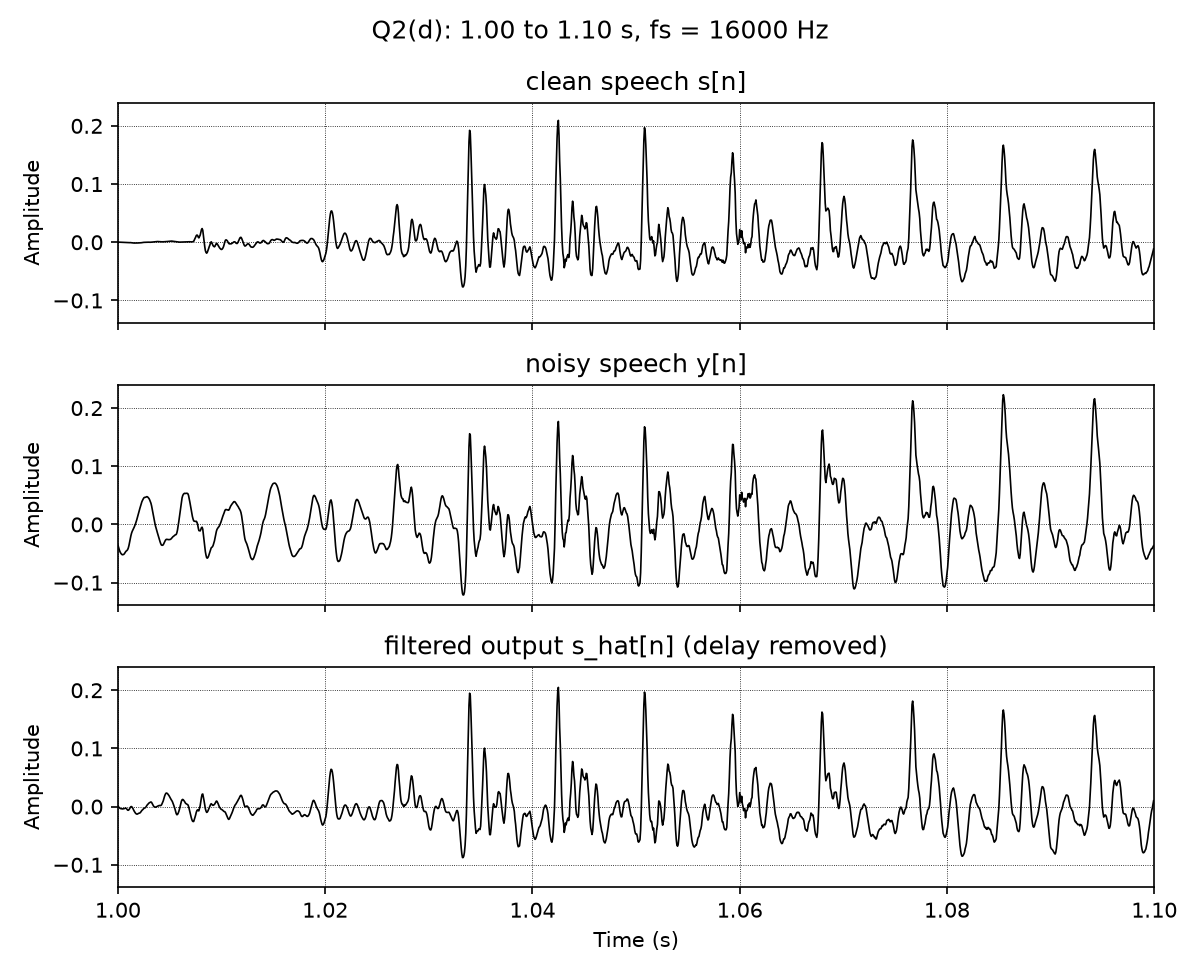 Q2(d): 1.00 to 1.10 s, fs = 16000 Hz
clean speech s[n]
Amplitude
0.2
0.1
0.0
−0.1
noisy speech y[n]
Amplitude
0.2
0.1
0.0
−0.1
filtered output s_hat[n] (delay removed)
Amplitude
0.2
0.1
0.0
−0.1
1.00 1.02 1.04 1.06 1.08 1.10
Time (s)